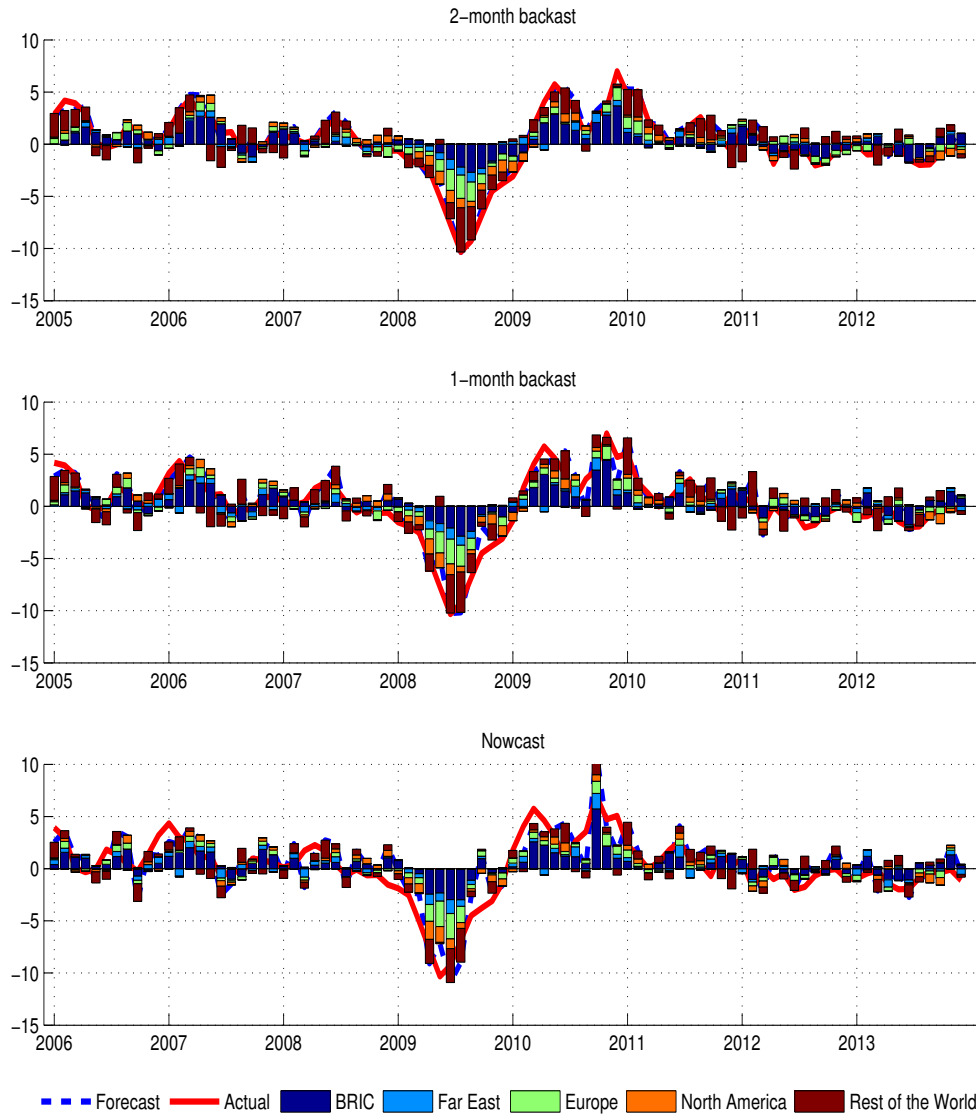 2−month backast
10
5
0
−5
−10
−15
2005 2006 2007 2008 2009 2010 2011 2012
1−month backast
10
5
0
−5
−10
−15
2005 2006 2007 2008 2009 2010 2011 2012
Nowcast
10
5
0
−5
−10
−15
2006 2007 2008 2009 2010 2011 2012 2013
Forecast Actual BRIC Far East Europe North America Rest of the World